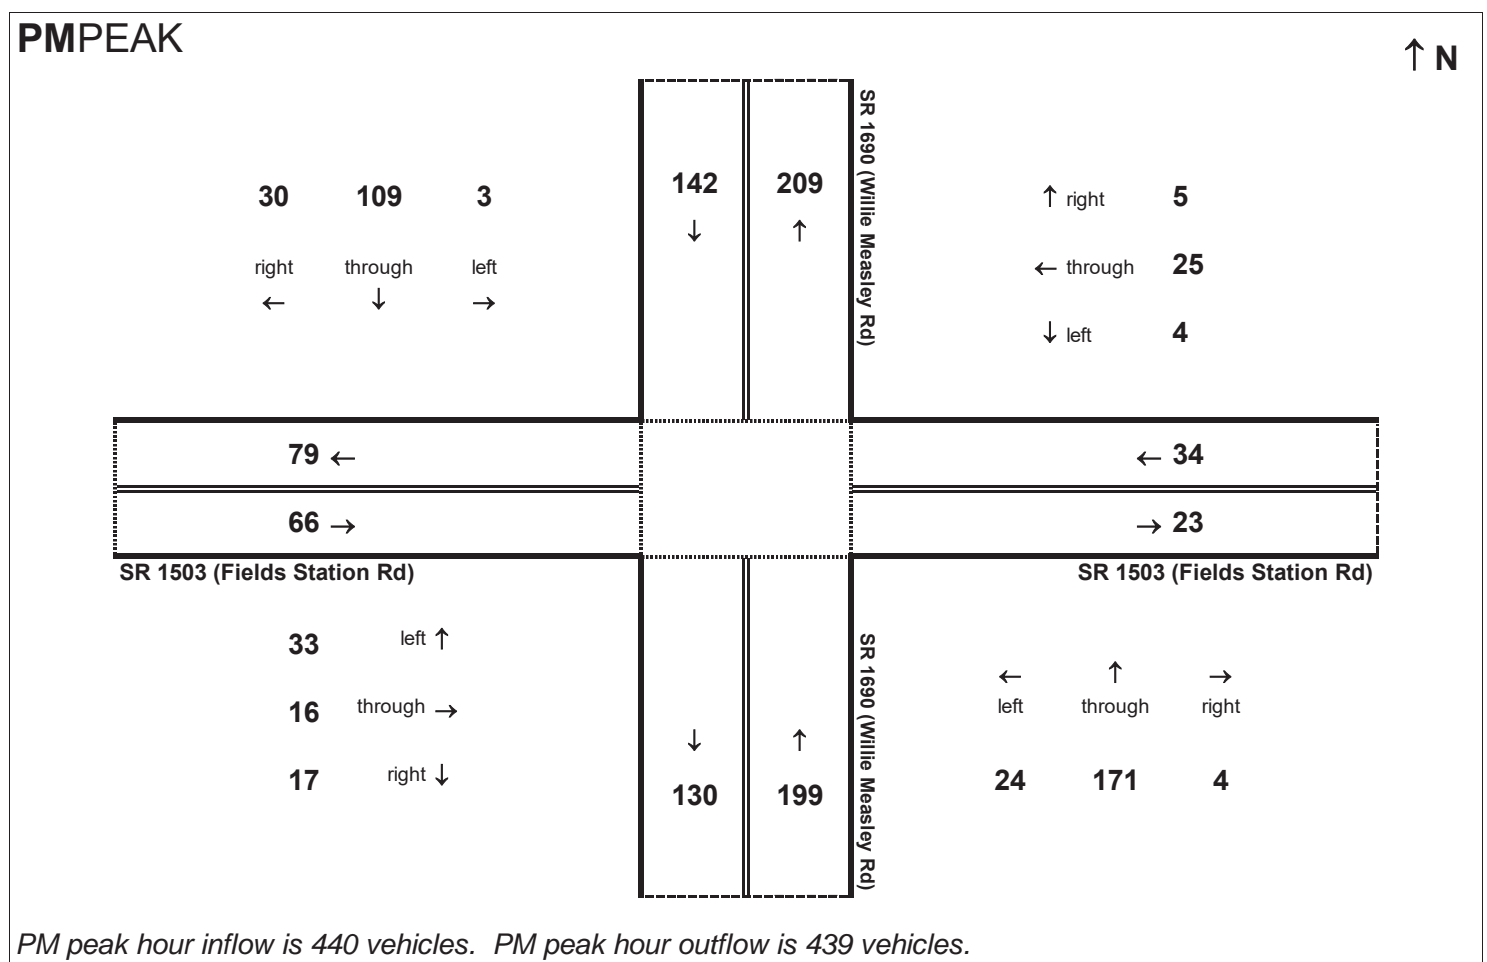 PMPEAK
↑ N
142 209
↓ ↑
SR 1690 (Willie Measley Rd)
30 109 3
right through left
← ↓ →
↑ right 5
← through 25
↓ left 4
79 ←
66 →
← 34
→ 23
SR 1503 (Fields Station Rd)
SR 1503 (Fields Station Rd)
33 left ↑
16 through →
17 right ↓
↓ ↑
130 199
SR 1690 (Willie Measley Rd)
← ↑ →
left through right
24 171 4
PM peak hour inflow is 440 vehicles. PM peak hour outflow is 439 vehicles.